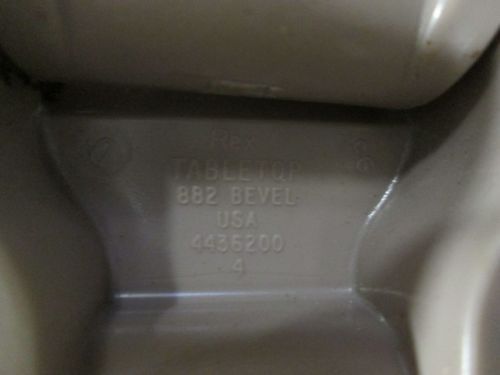 Rex
TABLETOP
882 BEVEL
USA
4436200
4